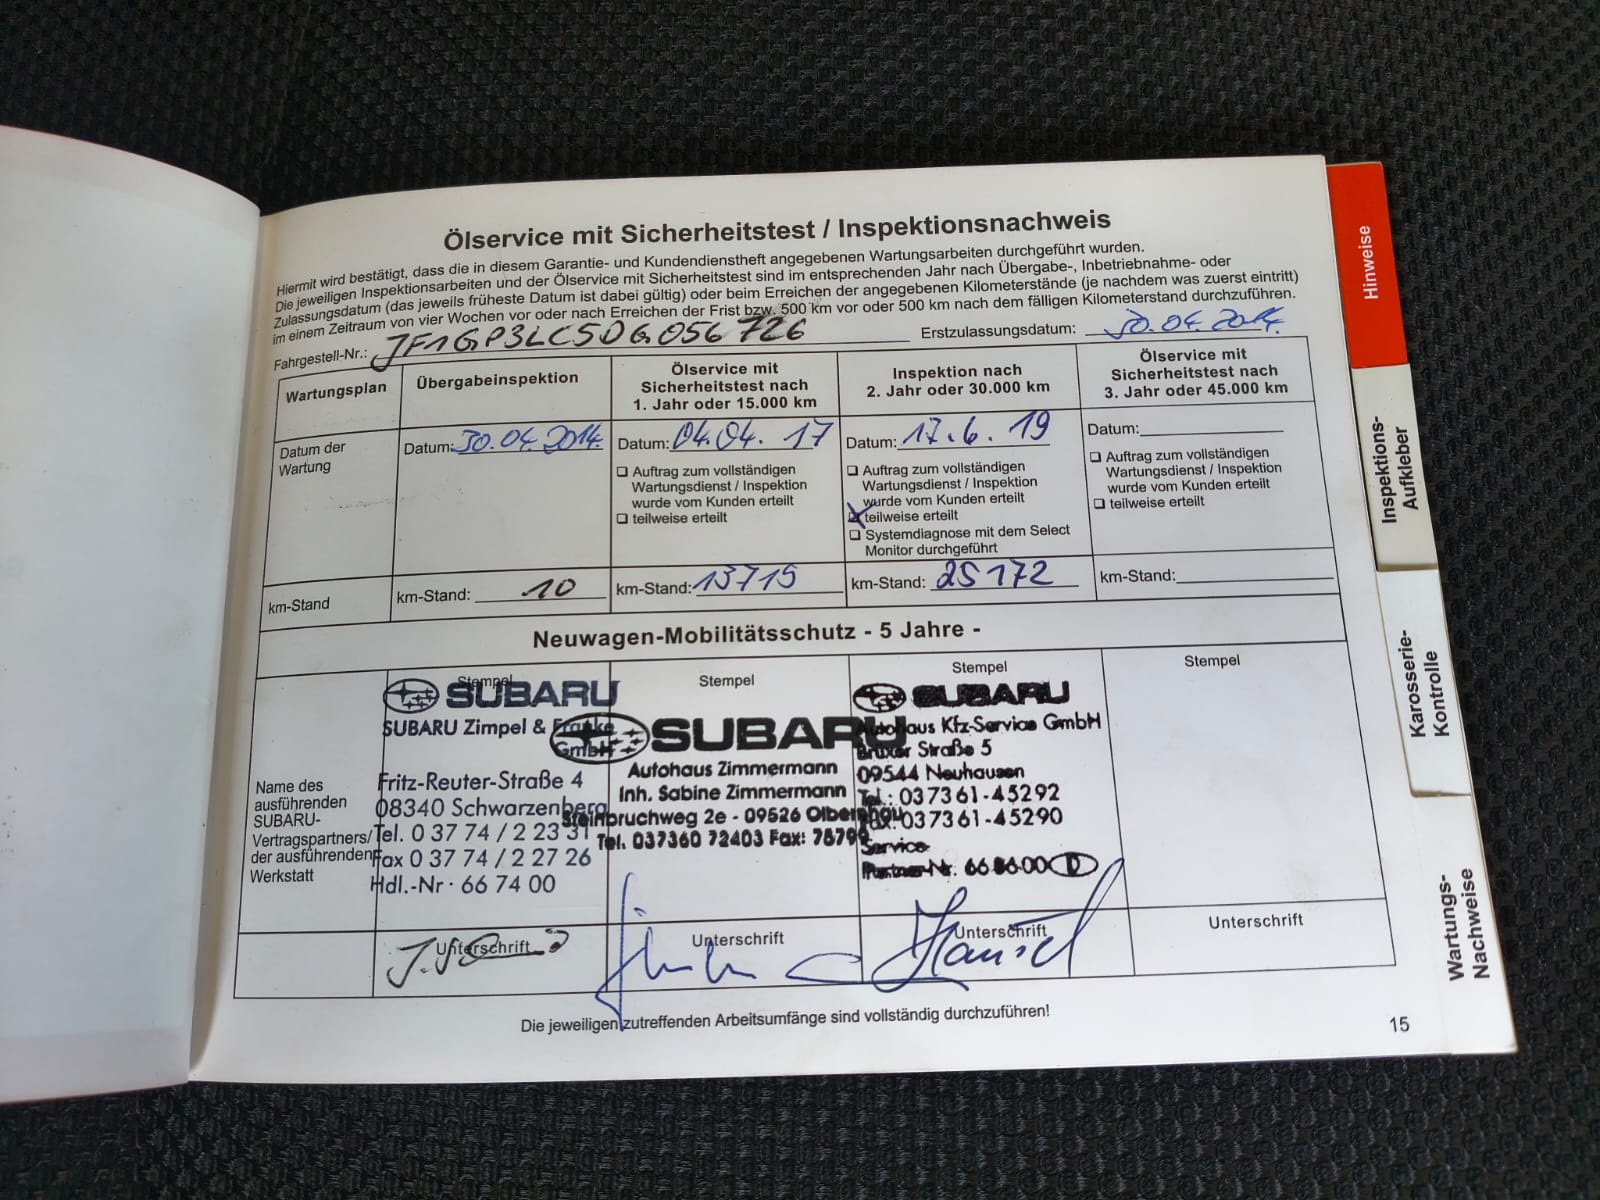 Ölservice mit Sicherheitstest / Inspektionsnachweis
Hiermit wird bestätigt, dass die in diesem Garantie- und Kundendienstheft angegebenen Wartungsarbeiten durchgeführt wurden.
Die jeweiligen Inspektionsarbeiten und der Ölservice mit Sicherheitstest sind im entsprechenden Jahr nach Übergabe-, Inbetriebnahme- oder
Zulassungsdatum (das jeweils früheste Datum ist dabei gültig) oder beim Erreichen der angegebenen Kilometerstände (je nachdem was zuerst eintritt)
im einem Zeitraum von vier Wochen vor oder nach Erreichen der Frist bzw. 500 km vor oder 500 km nach dem fälligen Kilometerstand durchzuführen.
Fahrgestell-Nr.: JF1GP3LC5DG056726 Erstzulassungsdatum: 30.04.2014.
Wartungsplan
Übergabeinspektion
Ölservice mit
Sicherheitstest nach
1. Jahr oder 15.000 km
Inspektion nach
2. Jahr oder 30.000 km
Ölservice mit
Sicherheitstest nach
3. Jahr oder 45.000 km
Datum der
Wartung
Datum: 30.04.2014.
Datum: 04.04. 17
Auftrag zum vollständigen
Wartungsdienst / Inspektion
wurde vom Kunden erteilt
teilweise erteilt
Datum: 17.6.19
Auftrag zum vollständigen
Wartungsdienst / Inspektion
wurde vom Kunden erteilt
teilweise erteilt
Systemdiagnose mit dem Select
Monitor durchgeführt
Datum:
Auftrag zum vollständigen
Wartungsdienst / Inspektion
wurde vom Kunden erteilt
teilweise erteilt
km-Stand
km-Stand: 10
km-Stand: 13715
km-Stand: 25172
km-Stand:
Neuwagen-Mobilitätsschutz - 5 Jahre -
Name des
ausführenden
SUBARU-
Vertragspartners/
der ausführenden
Werkstatt
Stempel
SUBARU
SUBARU Zimpel & Franke
GmbH
Fritz-Reuter-Straße 4
08340 Schwarzenberg
Tel. 0 37 74 / 2 23 31
Fax 0 37 74 / 2 27 26
Hdl.-Nr. 66 74 00
Stempel
SUBARU
Autohaus Zimmermann
Inh. Sabine Zimmermann
Steinbruchweg 2e - 09526 Olbernhau
Tel. 037360 72403 Fax:
Stempel
SUBARU
Autohaus Kfz-Service GmbH
Brüxer Straße 5
09544 Neuhausen
Tel.: 037361-45292
Fax: 037361-45290
Service-
Partner-Nr.
Stempel
Unterschrift
Unterschrift
Unterschrift
Unterschrift
Die jeweiligen zutreffenden Arbeitsumfänge sind vollständig durchzuführen!
15
Hinweise
Inspektions-
Aufkleber
Karosserie-
Kontrolle
Wartungs-
Nachweise